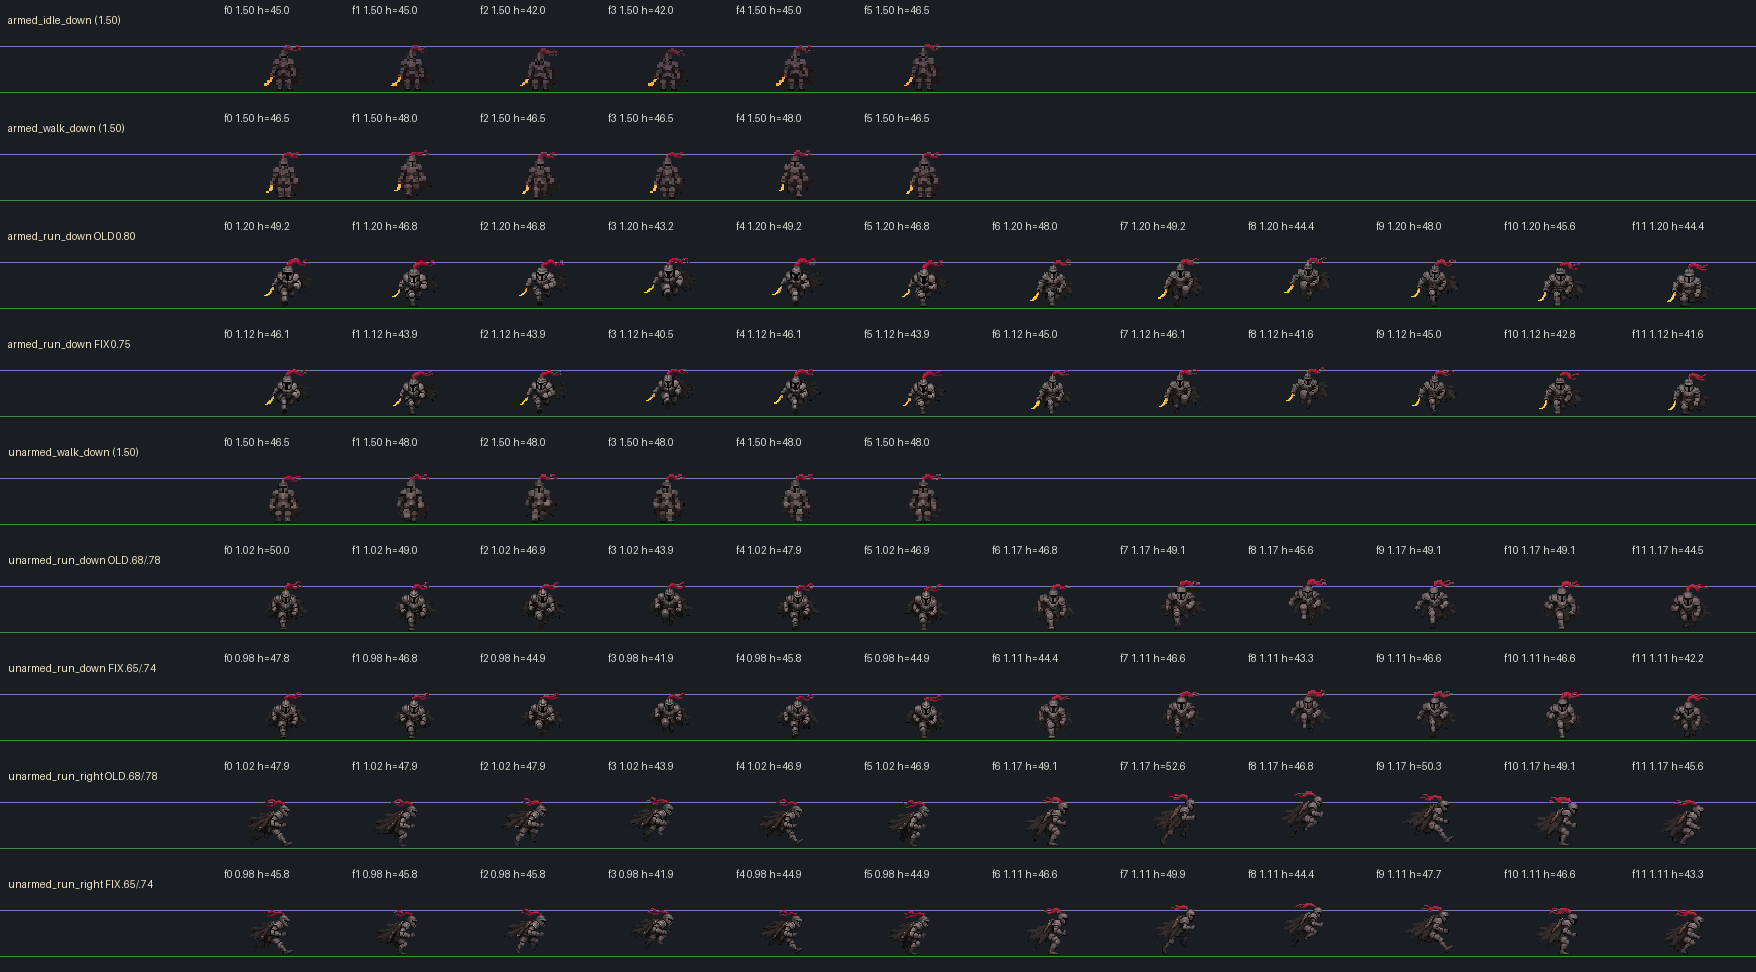 f0 1.50 h=45.0 f1 1.50 h=45.0 f2 1.50 h=42.0 f3 1.50 h=42.0 f4 1.50 h=45.0 f5 1.50 h=46.5
armed_idle_down (1.50)
f0 1.50 h=46.5 f1 1.50 h=48.0 f2 1.50 h=46.5 f3 1.50 h=46.5 f4 1.50 h=48.0 f5 1.50 h=46.5
armed_walk_down (1.50)
f0 1.20 h=49.2 f1 1.20 h=46.8 f2 1.20 h=46.8 f3 1.20 h=43.2 f4 1.20 h=49.2 f5 1.20 h=46.8 f6 1.20 h=48.0 f7 1.20 h=49.2 f8 1.20 h=44.4 f9 1.20 h=48.0 f10 1.20 h=45.6 f11 1.20 h=44.4
armed_run_down OLD 0.80
f0 1.12 h=46.1 f1 1.12 h=43.9 f2 1.12 h=43.9 f3 1.12 h=40.5 f4 1.12 h=46.1 f5 1.12 h=43.9 f6 1.12 h=45.0 f7 1.12 h=46.1 f8 1.12 h=41.6 f9 1.12 h=45.0 f10 1.12 h=42.8 f11 1.12 h=41.6
armed_run_down FIX 0.75
f0 1.50 h=46.5 f1 1.50 h=48.0 f2 1.50 h=48.0 f3 1.50 h=48.0 f4 1.50 h=48.0 f5 1.50 h=48.0
unarmed_walk_down (1.50)
f0 1.02 h=50.0 f1 1.02 h=49.0 f2 1.02 h=46.9 f3 1.02 h=43.9 f4 1.02 h=47.9 f5 1.02 h=46.9 f6 1.17 h=46.8 f7 1.17 h=49.1 f8 1.17 h=45.6 f9 1.17 h=49.1 f10 1.17 h=49.1 f11 1.17 h=44.5
unarmed_run_down OLD .68/.78
f0 0.98 h=47.8 f1 0.98 h=46.8 f2 0.98 h=44.9 f3 0.98 h=41.9 f4 0.98 h=45.8 f5 0.98 h=44.9 f6 1.11 h=44.4 f7 1.11 h=46.6 f8 1.11 h=43.3 f9 1.11 h=46.6 f10 1.11 h=46.6 f11 1.11 h=42.2
unarmed_run_down FIX .65/.74
f0 1.02 h=47.9 f1 1.02 h=47.9 f2 1.02 h=47.9 f3 1.02 h=43.9 f4 1.02 h=46.9 f5 1.02 h=46.9 f6 1.17 h=49.1 f7 1.17 h=52.6 f8 1.17 h=46.8 f9 1.17 h=50.3 f10 1.17 h=49.1 f11 1.17 h=45.6
unarmed_run_right OLD .68/.78
f0 0.98 h=45.8 f1 0.98 h=45.8 f2 0.98 h=45.8 f3 0.98 h=41.9 f4 0.98 h=44.9 f5 0.98 h=44.9 f6 1.11 h=46.6 f7 1.11 h=49.9 f8 1.11 h=44.4 f9 1.11 h=47.7 f10 1.11 h=46.6 f11 1.11 h=43.3
unarmed_run_right FIX .65/.74